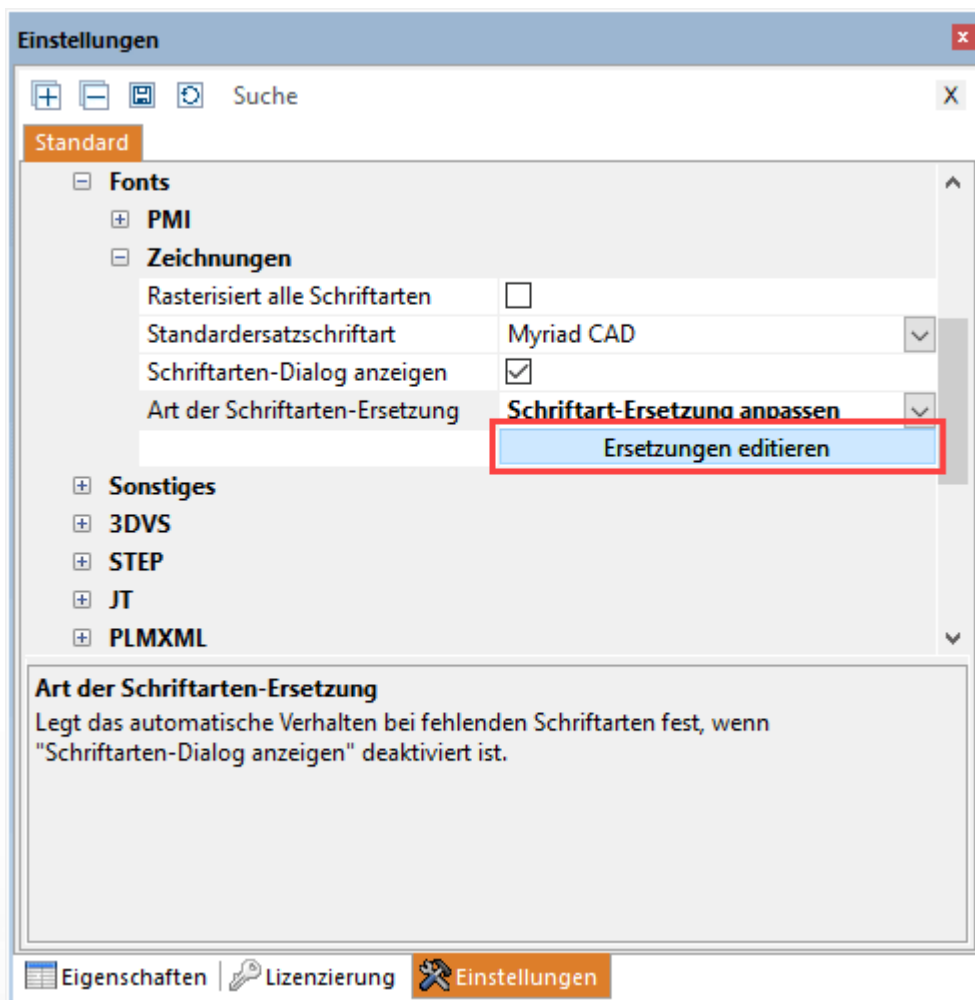 Einstellungen
Suche X
Standard
Fonts
PMI
Zeichnungen
Rasterisiert alle Schriftarten
Standardersatzschriftart Myriad CAD
Schriftarten-Dialog anzeigen
Art der Schriftarten-Ersetzung Schriftart-Ersetzung anpassen
Ersetzungen editieren
Sonstiges
3DVS
STEP
JT
PLMXML
Art der Schriftarten-Ersetzung
Legt das automatische Verhalten bei fehlenden Schriftarten fest, wenn
"Schriftarten-Dialog anzeigen" deaktiviert ist.
Eigenschaften Lizenzierung Einstellungen